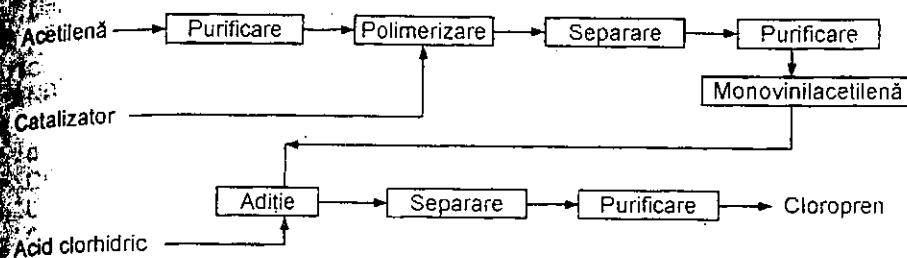 Acetilenă Purificare Polimerizare Separare Purificare
Monovinilacetilenă
Catalizator
Adiție Separare Purificare Cloropren
Acid clorhidric